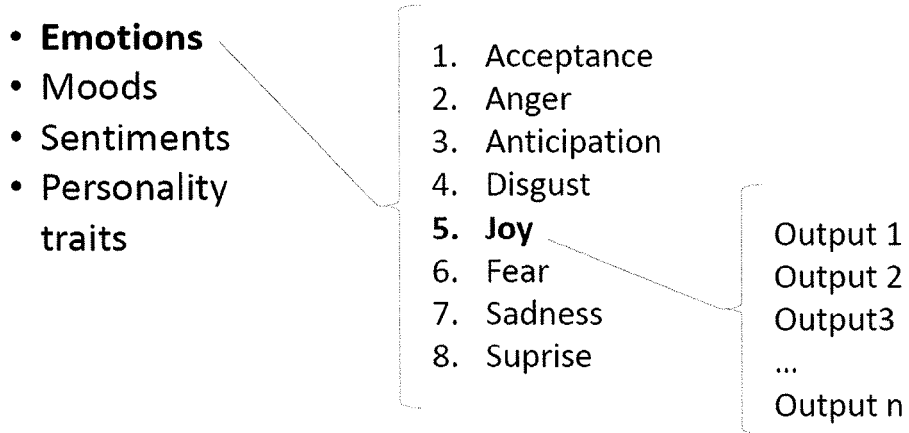 • Emotions
• Moods
• Sentiments
• Personality
traits
1. Acceptance
2. Anger
3. Anticipation
4. Disgust
5. Joy
6. Fear
7. Sadness
8. Suprise
Output 1
Output 2
Output3
...
Output n